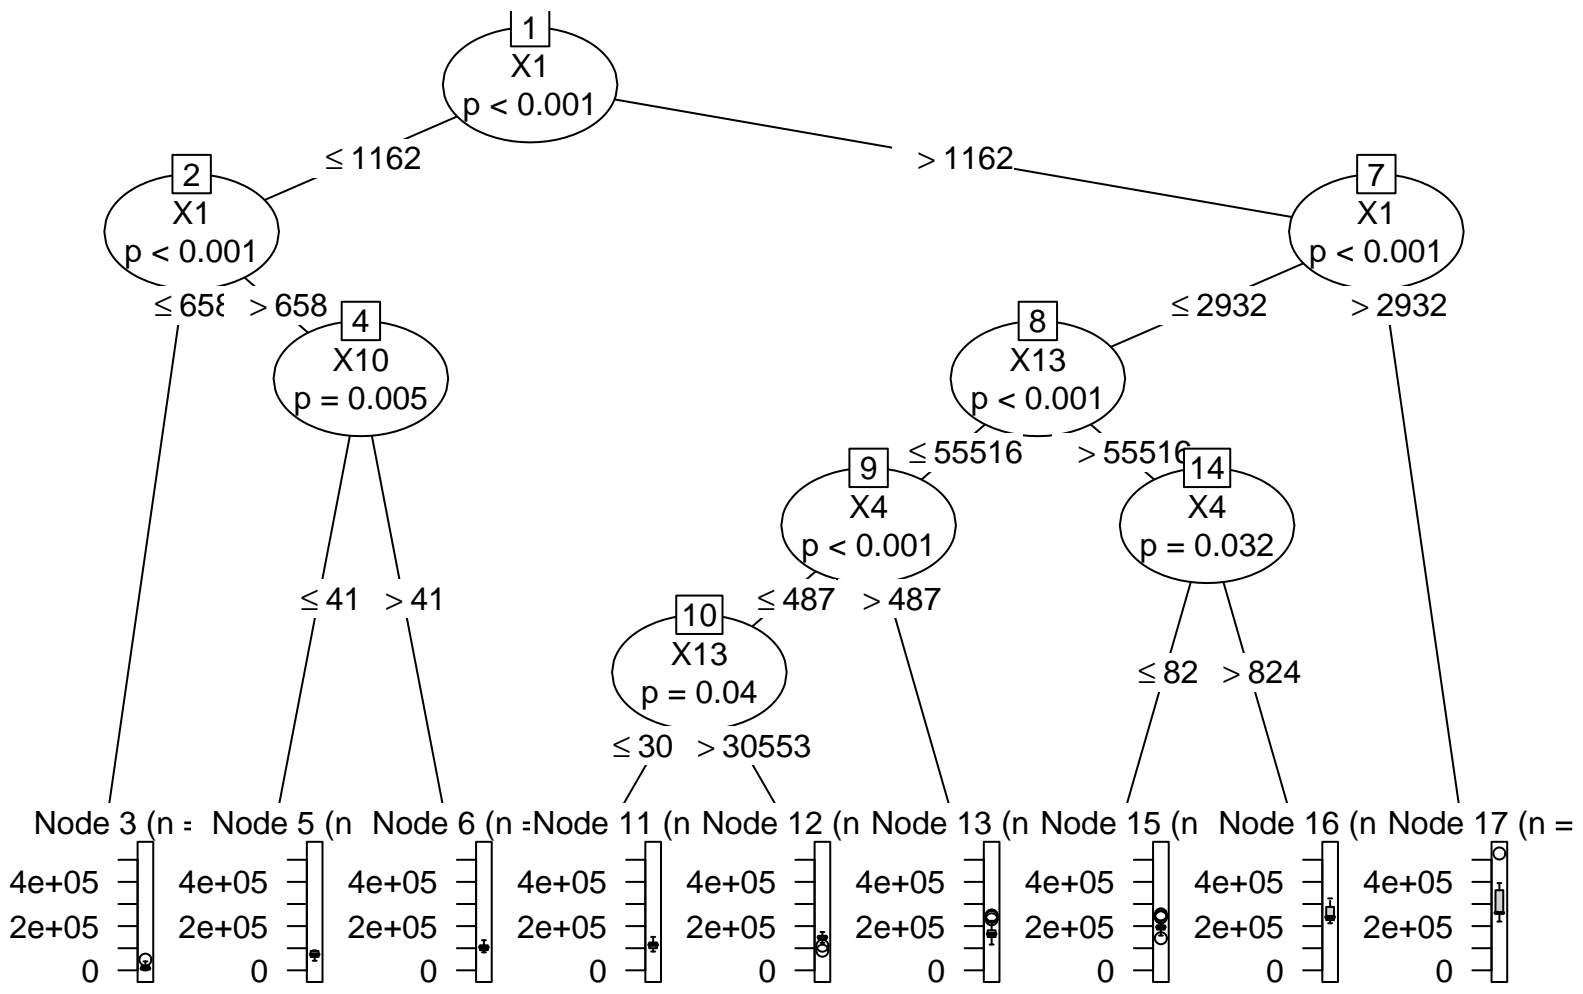 1
X1
p < 0.001
≤ 1162
> 1162
2
X1
p < 0.001
7
X1
p < 0.001
≤ 658
> 658
≤ 2932
> 2932
4
X10
p = 0.005
8
X13
p < 0.001
≤ 55516
> 55516
9
X4
p < 0.001
14
X4
p = 0.032
≤ 41
> 41
≤ 487
> 487
10
X13
p = 0.04
≤ 82
> 824
≤ 30
> 30553
Node 3 (n =
Node 5 (n
Node 6 (n =
Node 11 (n
Node 12 (n
Node 13 (n
Node 15 (n
Node 16 (n
Node 17 (n =
4e+05 4e+05 4e+05 4e+05 4e+05 4e+05 4e+05 4e+05 4e+05
2e+05 2e+05 2e+05 2e+05 2e+05 2e+05 2e+05 2e+05 2e+05
0 0 0 0 0 0 0 0 0